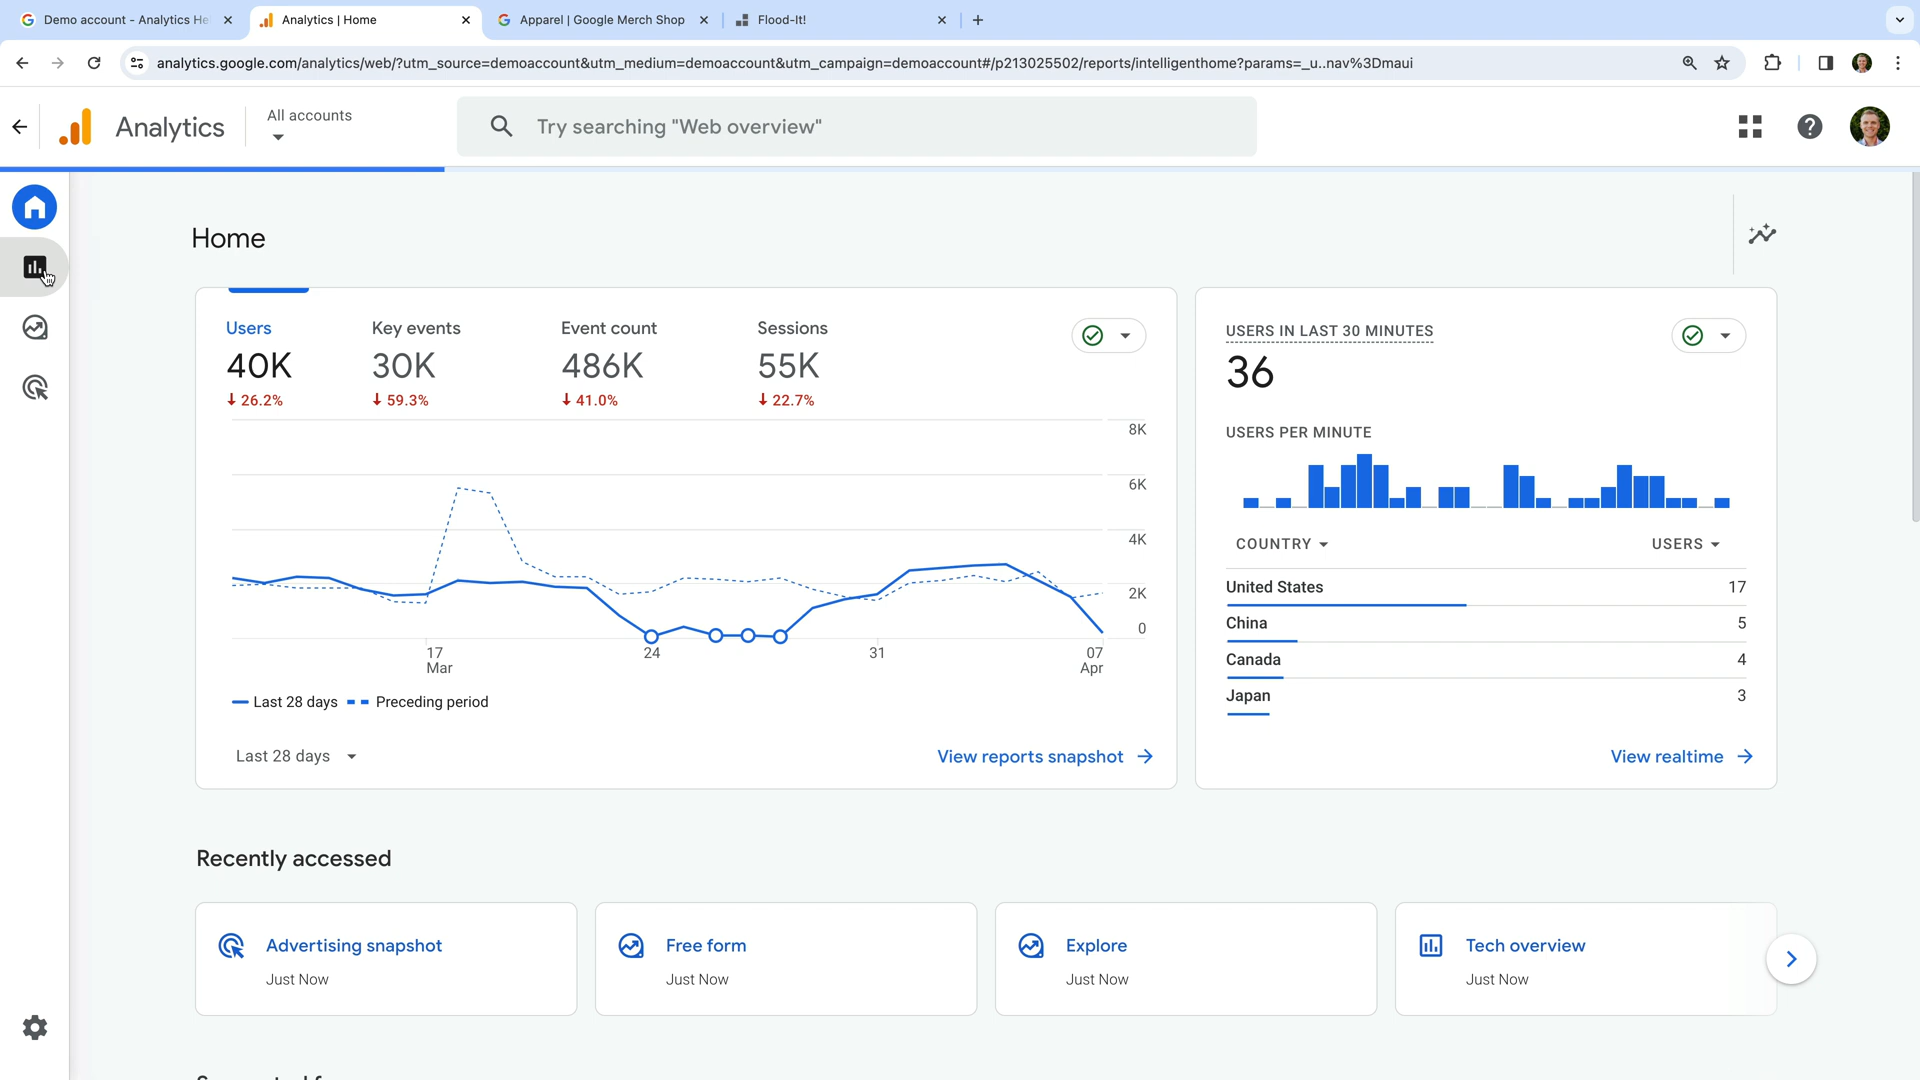 Demo account - Analytics He
Analytics | Home
Apparel | Google Merch Shop
Flood-It!
analytics.google.com/analytics/web/?utm_source=demoaccount&utm_medium=demoaccount&utm_campaign=demoaccount#/p213025502/reports/intelligenthome?params=_u..nav%3Dmaui
Analytics
All accounts
Try searching "Web overview"
Home
Users
40K
26.2%
Key events
30K
59.3%
Event count
486K
41.0%
Sessions
55K
22.7%
8K
6K
4K
2K
0
17
Mar
24
31
07
Apr
Last 28 days
Preceding period
Last 28 days
View reports snapshot
USERS IN LAST 30 MINUTES
36
USERS PER MINUTE
COUNTRY USERS
United States 17
China 5
Canada 4
Japan 3
View realtime
Recently accessed
Advertising snapshot
Just Now
Free form
Just Now
Explore
Just Now
Tech overview
Just Now